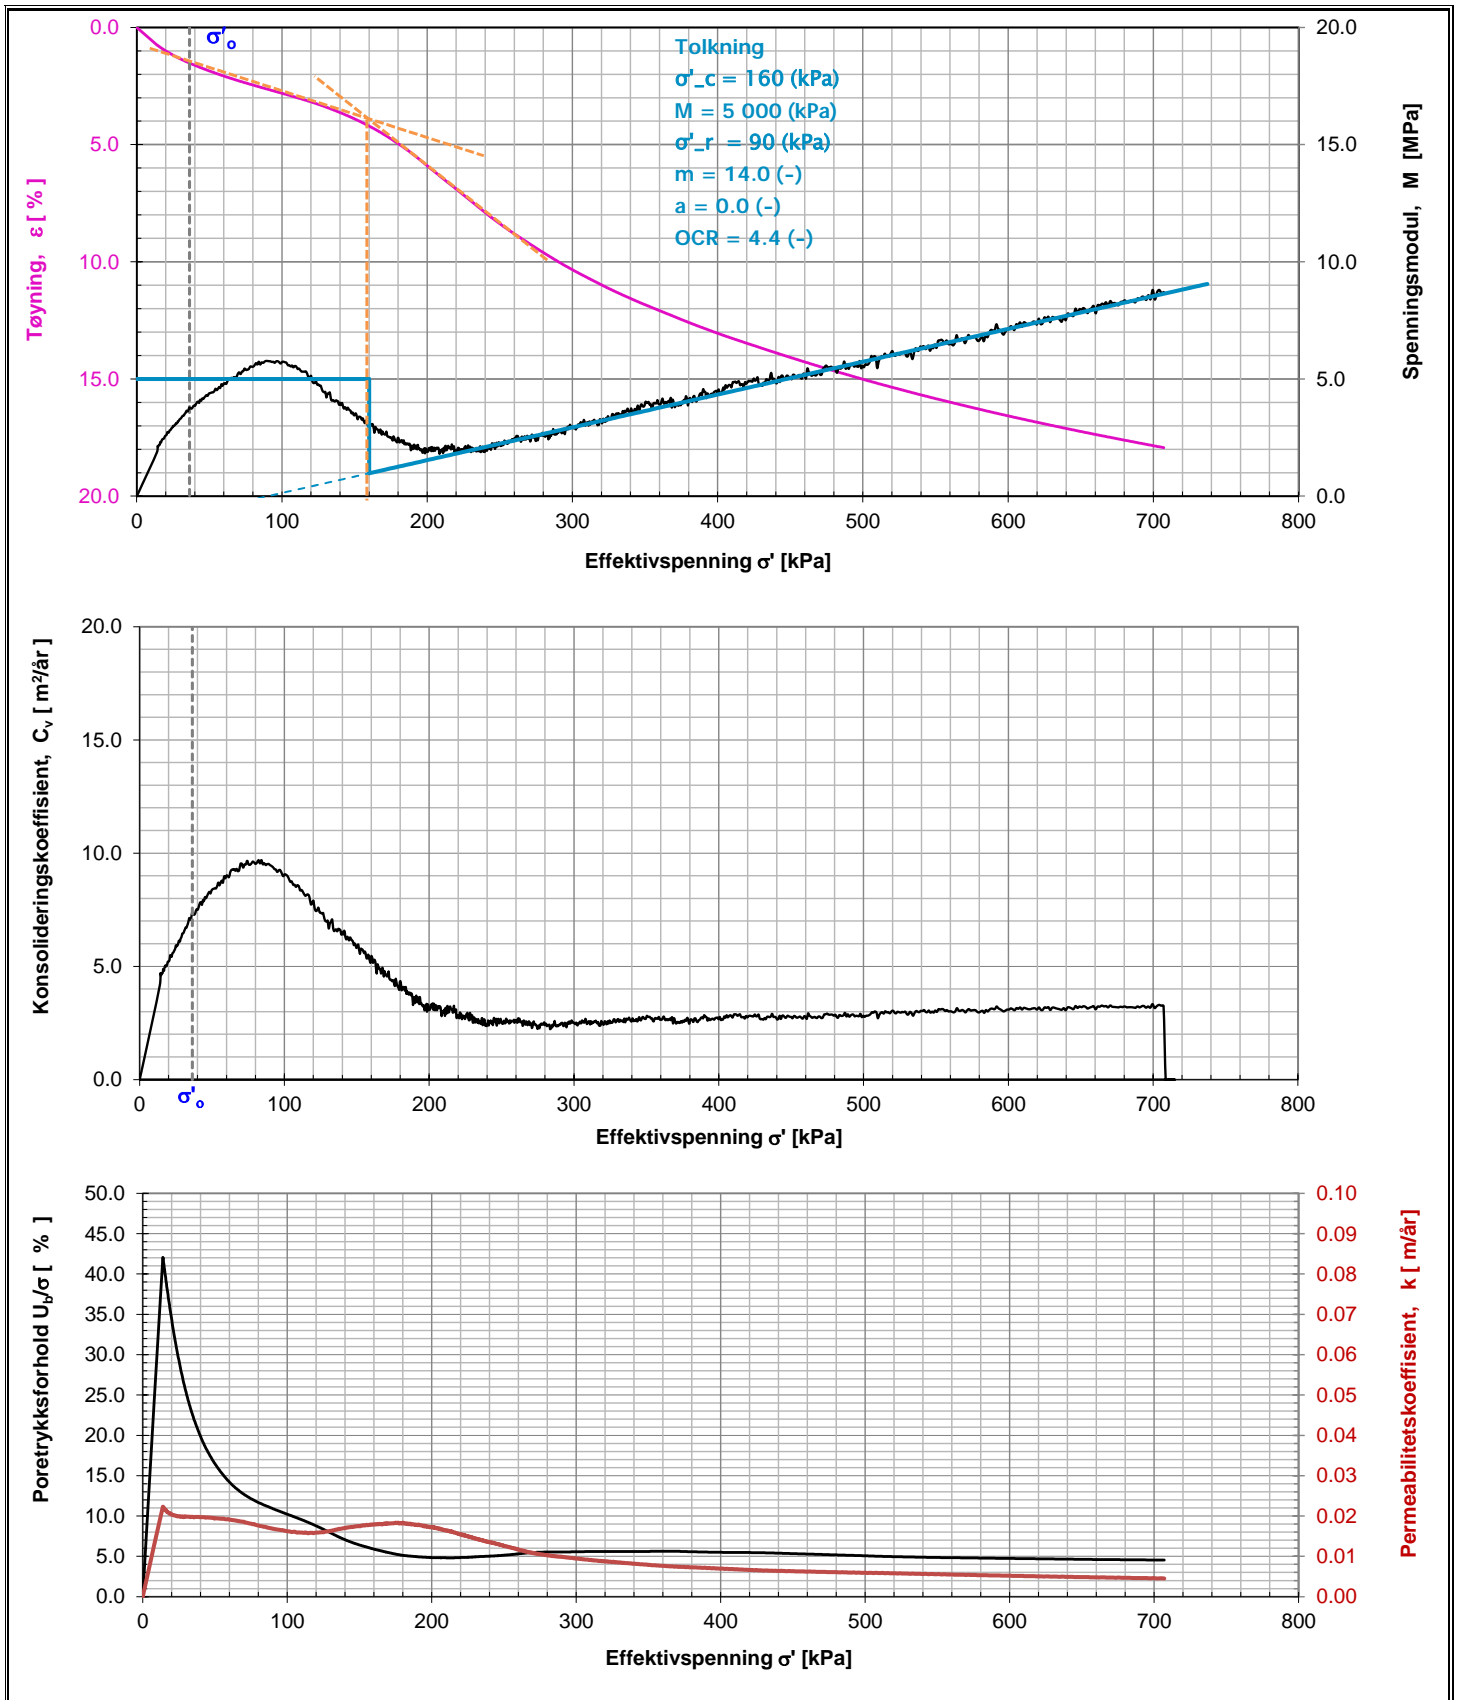 0.0
5.0
10.0
15.0
20.0
Tøyning, ε [ % ]
σ'o
Tolkning
σ'_c = 160 (kPa)
M = 5 000 (kPa)
σ'_r = 90 (kPa)
m = 14.0 (-)
a = 0.0 (-)
OCR = 4.4 (-)
20.0
15.0
10.0
5.0
0.0
Spenningsmodul, M [MPa]
0 100 200 300 400 500 600 700 800
Effektivspenning σ' [kPa]
20.0
15.0
10.0
5.0
0.0
Konsolideringskoeffisient, Cv [ m²/år ]
0 100 200 300 400 500 600 700 800
σ'o
Effektivspenning σ' [kPa]
50.0
45.0
40.0
35.0
30.0
25.0
20.0
15.0
10.0
5.0
0.0
Poretrykksforhold Ub/σ [ % ]
0.10
0.09
0.08
0.07
0.06
0.05
0.04
0.03
0.02
0.01
0.00
Permeabilitetskoeffisient, k [ m/år]
0 100 200 300 400 500 600 700 800
Effektivspenning σ' [kPa]